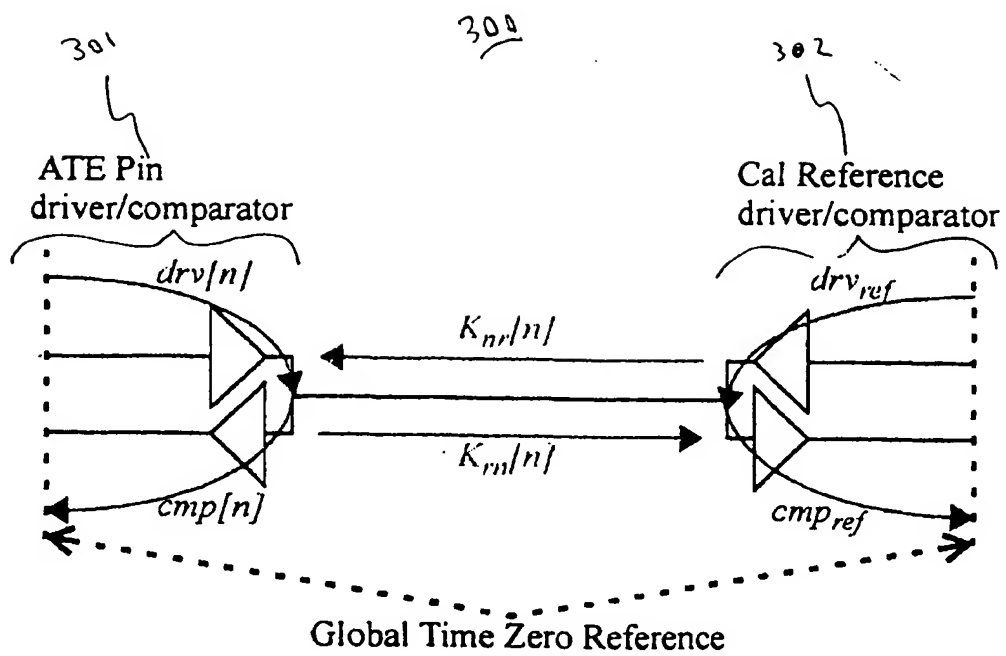 300
301
302
ATE Pin
driver/comparator
Cal Reference
driver/comparator
drv[n]
drv_ref
K_nr[n]
K_rn[n]
cmp[n]
cmp_ref
Global Time Zero Reference